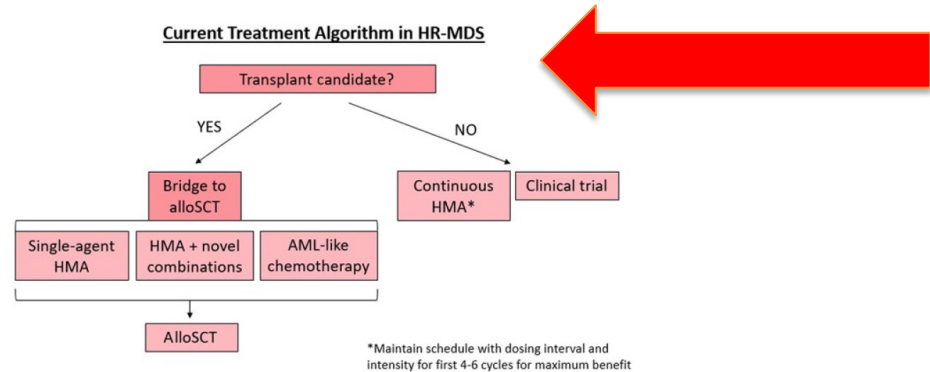 Current Treatment Algorithm in HR-MDS
Transplant candidate?
YES
NO
Bridge to
alloSCT
Continuous
HMA*
Clinical trial
Single-agent
HMA
HMA + novel
combinations
AML-like
chemotherapy
AlloSCT
*Maintain schedule with dosing interval and
intensity for first 4-6 cycles for maximum benefit